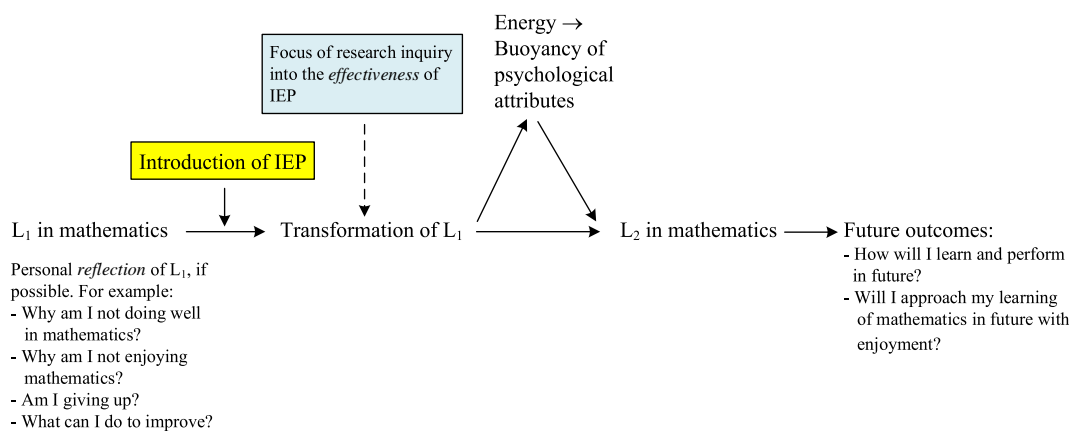 Energy →
Buoyancy of
psychological
attributes
Focus of research inquiry
into the effectiveness of
IEP
Introduction of IEP
L₁ in mathematics
Transformation of L₁
L₂ in mathematics
Future outcomes:
- How will I learn and perform
in future?
- Will I approach my learning
of mathematics in future with
enjoyment?
Personal reflection of L₁, if
possible. For example:
- Why am I not doing well
in mathematics?
- Why am I not enjoying
mathematics?
- Am I giving up?
- What can I do to improve?